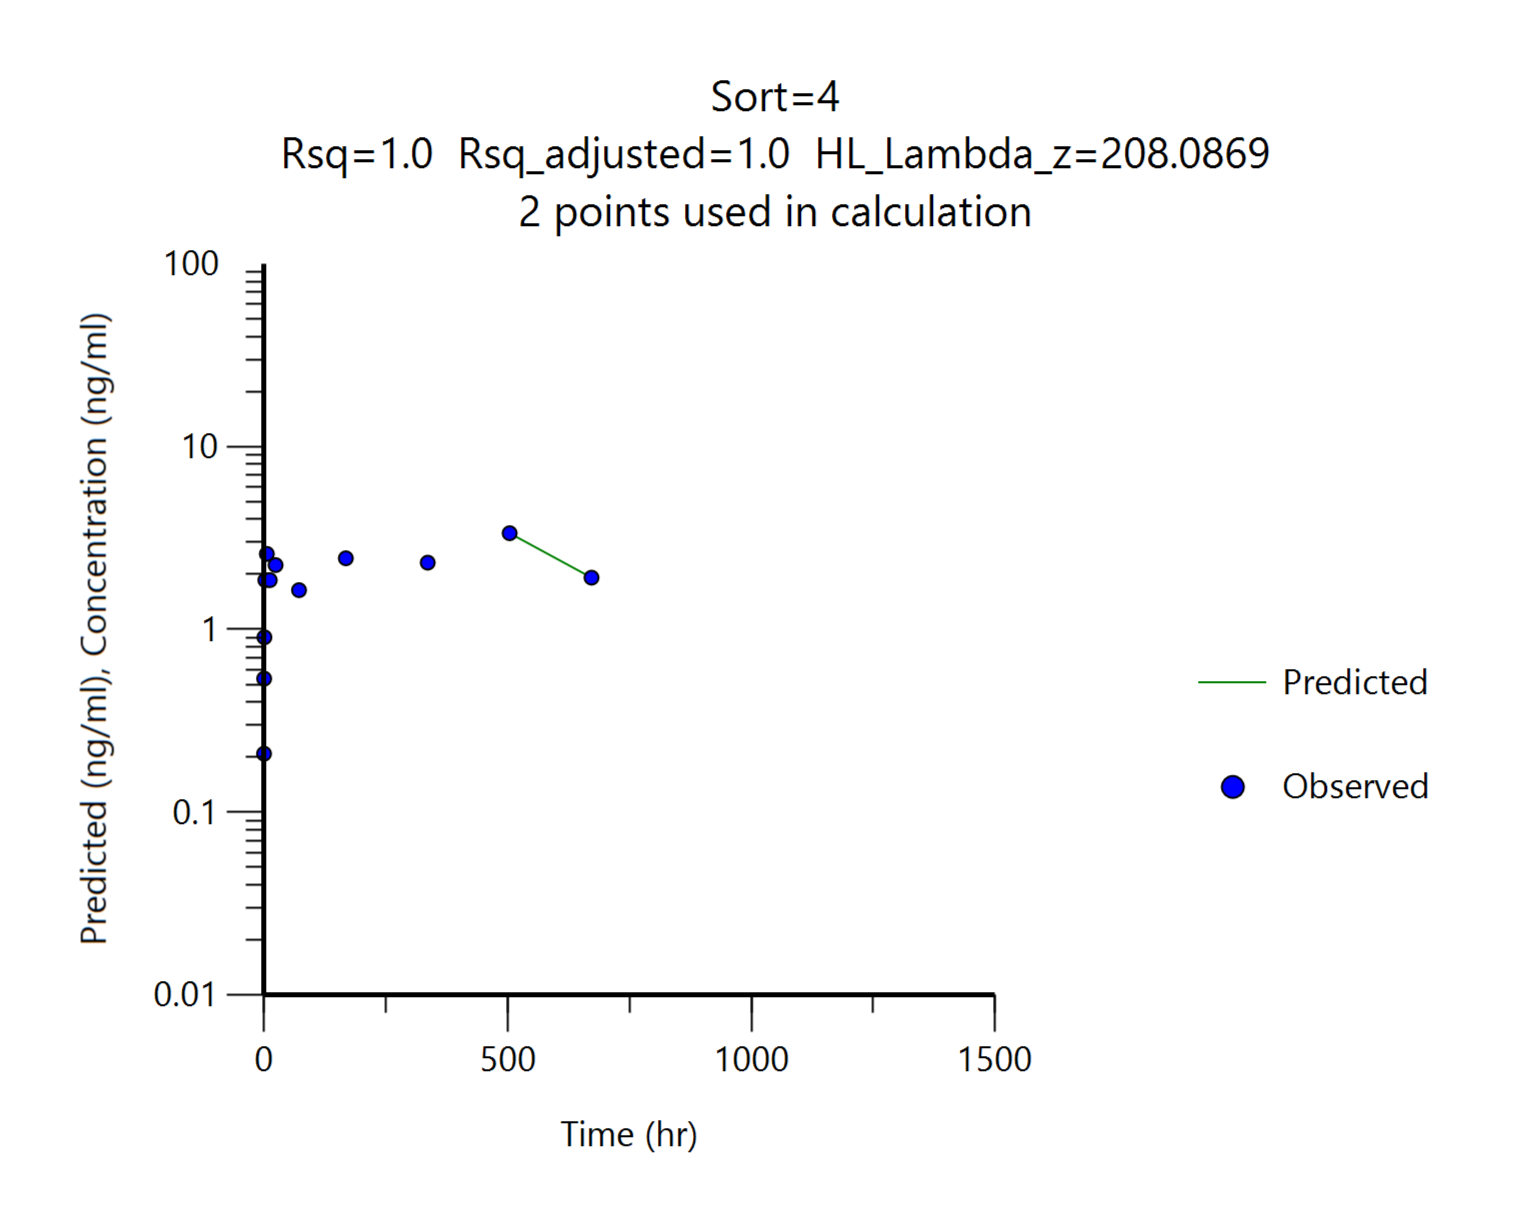 Sort=4
Rsq=1.0 Rsq_adjusted=1.0 HL_Lambda_z=208.0869
2 points used in calculation
100
10
1
0.1
0.01
Predicted (ng/ml), Concentration (ng/ml)
0 500 1000 1500
Time (hr)
Predicted
Observed